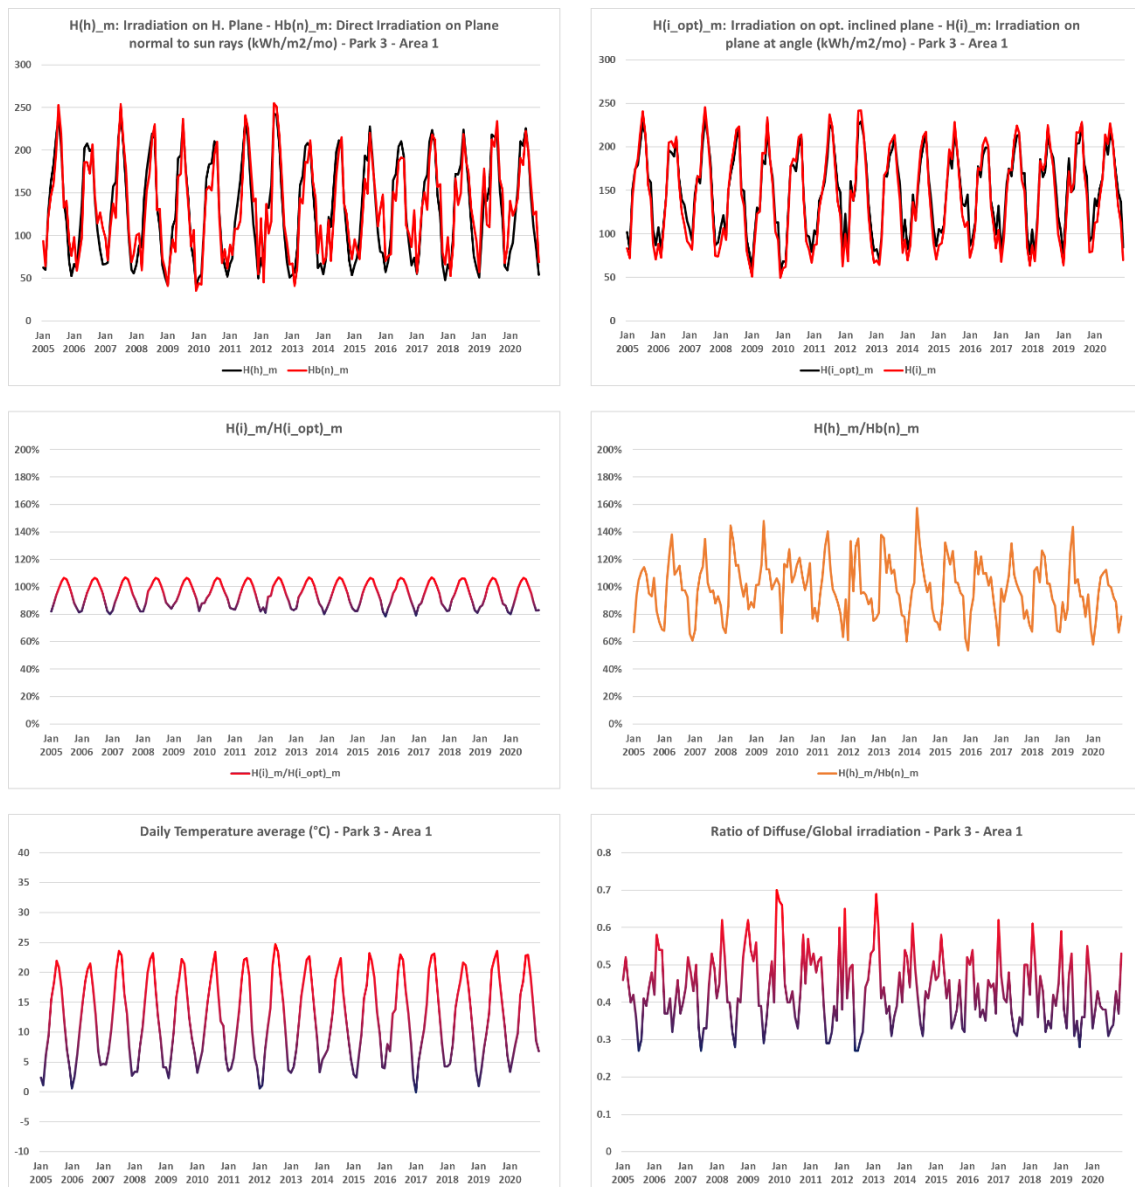 H(h)_m: Irradiation on H. Plane - Hb(n)_m: Direct Irradiation on Plane
normal to sun rays (kWh/m2/mo) - Park 3 - Area 1
300
250
200
150
100
50
0
Jan Jan Jan Jan Jan Jan Jan Jan Jan Jan Jan Jan Jan Jan Jan Jan
2005 2006 2007 2008 2009 2010 2011 2012 2013 2014 2015 2016 2017 2018 2019 2020
H(h)_m Hb(n)_m
H(i_opt)_m: Irradiation on opt. inclined plane - H(i)_m: Irradiation on
plane at angle (kWh/m2/mo) - Park 3 - Area 1
300
250
200
150
100
50
0
Jan Jan Jan Jan Jan Jan Jan Jan Jan Jan Jan Jan Jan Jan Jan Jan
2005 2006 2007 2008 2009 2010 2011 2012 2013 2014 2015 2016 2017 2018 2019 2020
H(i_opt)_m H(i)_m
H(i)_m/H(i_opt)_m
200%
180%
160%
140%
120%
100%
80%
60%
40%
20%
0%
Jan Jan Jan Jan Jan Jan Jan Jan Jan Jan Jan Jan Jan Jan Jan Jan
2005 2006 2007 2008 2009 2010 2011 2012 2013 2014 2015 2016 2017 2018 2019 2020
H(i)_m/H(i_opt)_m
H(h)_m/Hb(n)_m
200%
180%
160%
140%
120%
100%
80%
60%
40%
20%
0%
Jan Jan Jan Jan Jan Jan Jan Jan Jan Jan Jan Jan Jan Jan Jan Jan
2005 2006 2007 2008 2009 2010 2011 2012 2013 2014 2015 2016 2017 2018 2019 2020
H(h)_m/Hb(n)_m
Daily Temperature average (°C) - Park 3 - Area 1
40
35
30
25
20
15
10
5
0
-5
-10
Jan Jan Jan Jan Jan Jan Jan Jan Jan Jan Jan Jan Jan Jan Jan Jan
2005 2006 2007 2008 2009 2010 2011 2012 2013 2014 2015 2016 2017 2018 2019 2020
Ratio of Diffuse/Global irradiation - Park 3 - Area 1
0.8
0.7
0.6
0.5
0.4
0.3
0.2
0.1
0
Jan Jan Jan Jan Jan Jan Jan Jan Jan Jan Jan Jan Jan Jan Jan Jan
2005 2006 2007 2008 2009 2010 2011 2012 2013 2014 2015 2016 2017 2018 2019 2020